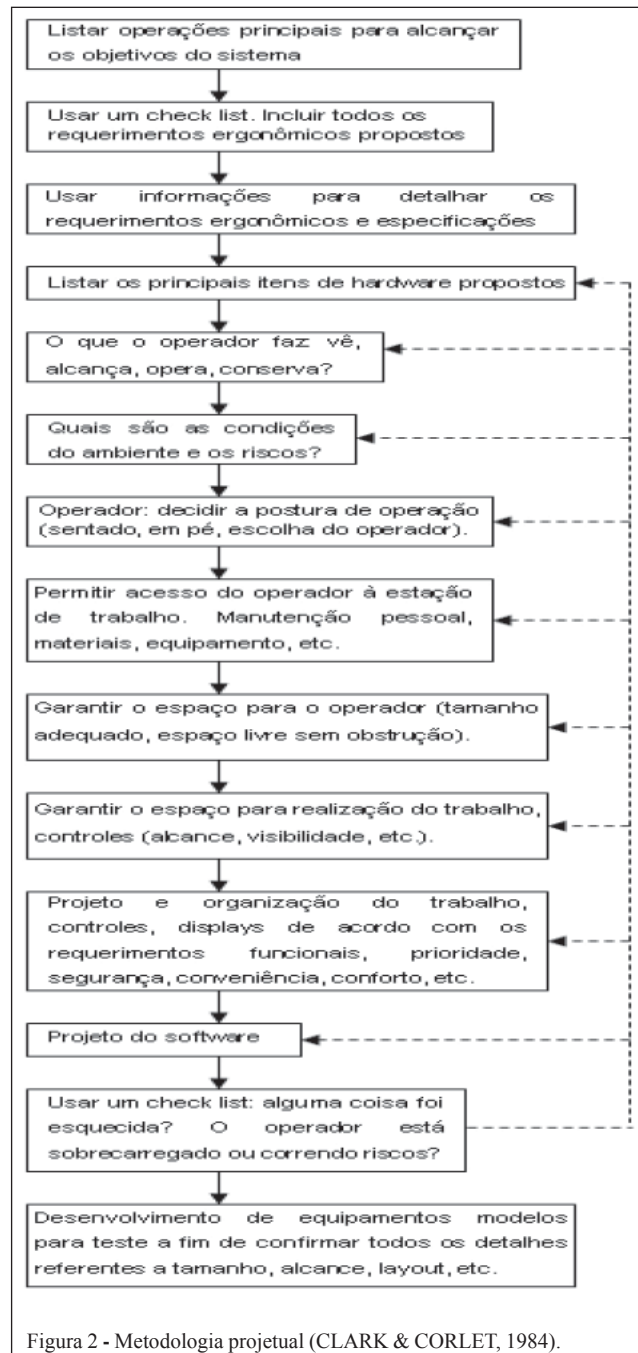 Listar operações principais para alcançar
os objetivos do sistema
Usar um check list. Incluir todos os
requerimentos ergonômicos propostos
Usar informações para detalhar os
requerimentos ergonômicos e especificações
Listar os principais itens de hardware propostos
O que o operador faz: vê,
alcança, opera, conserva?
Quais são as condições
do ambiente e os riscos?
Operador: decidir a postura de operação
(sentado, em pé, escolha do operador).
Permitir acesso do operador à estação
de trabalho. Manutenção pessoal,
materiais, equipamento, etc.
Garantir o espaço para o operador (tamanho
adequado, espaço livre sem obstrução).
Garantir o espaço para realização do trabalho,
controles (alcance, visibilidade, etc.).
Projeto e organização do trabalho,
controles, displays de acordo com os
requerimentos funcionais, prioridade,
segurança, conveniência, conforto, etc.
Projeto do software
Usar um check list: alguma coisa foi
esquecida? O operador está
sobrecarregado ou correndo riscos?
Desenvolvimento de equipamentos modelos
para teste a fim de confirmar todos os detalhes
referentes a tamanho, alcance, layout, etc.
Figura 2 - Metodologia projetual (CLARK & CORLET, 1984).